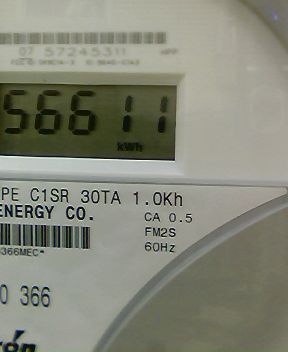 07 57245311 APP
56611
kWh
PE C1SR 30TA 1.0Kh
ENERGY CO. CA 0.5
FM2S
366MEC* 60Hz
0 366